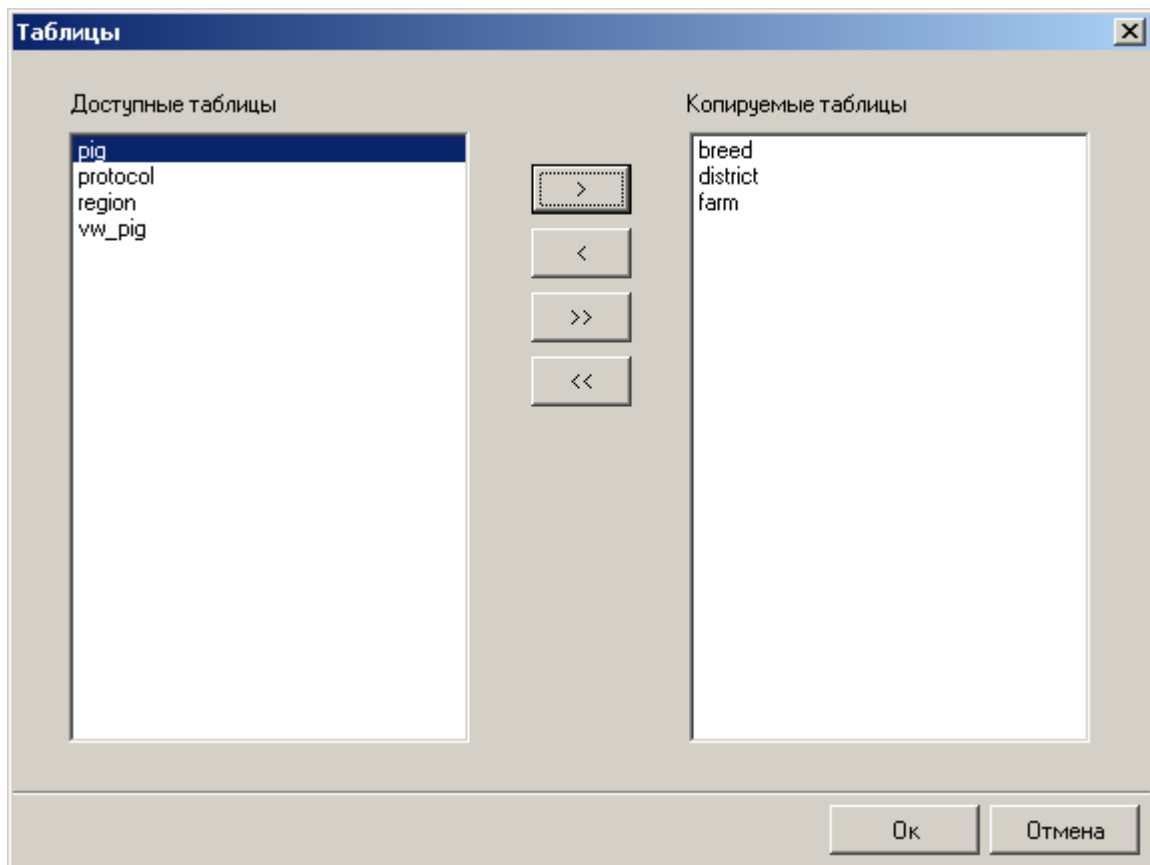 Таблицы
Доступные таблицы
Копируемые таблицы
pig
protocol
region
vw_pig
>
<
>>
<<
breed
district
farm
Ок
Отмена